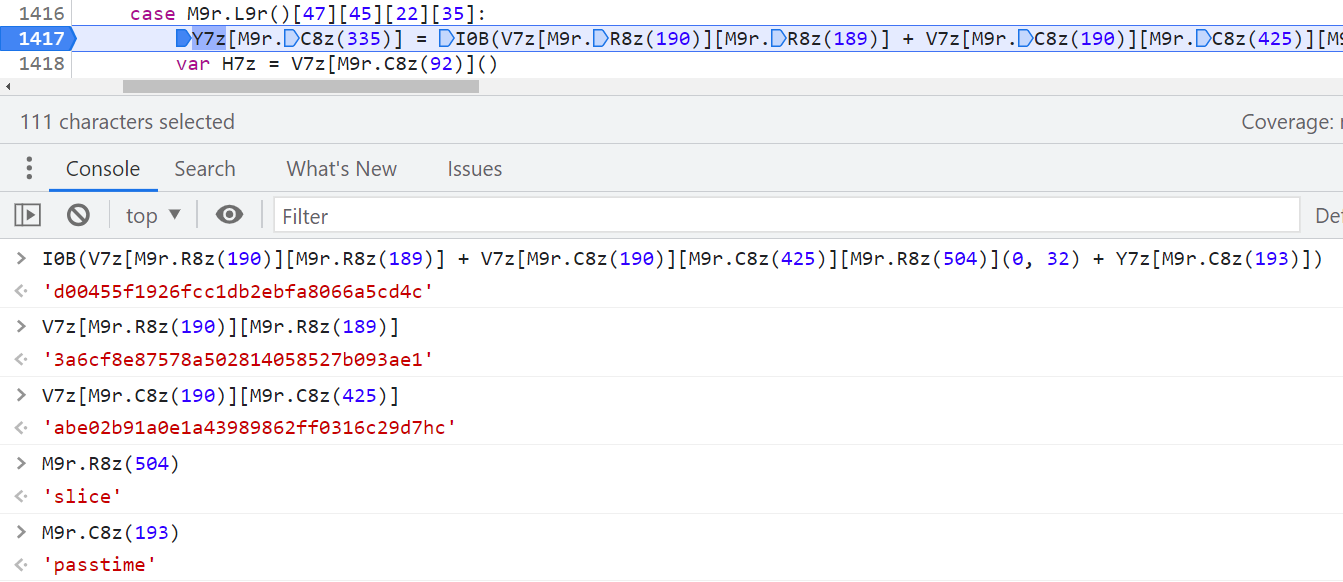 1416 case M9r.L9r()[47][45][22][35]:
1417 Y7z[M9r.C8z(335)] = I0B(V7z[M9r.R8z(190)][M9r.R8z(189)] + V7z[M9r.C8z(190)][M9r.C8z(425)][M9
1418 var H7z = V7z[M9r.C8z(92)]()
111 characters selected Coverage:
Console Search What's New Issues
top Filter De
I0B(V7z[M9r.R8z(190)][M9r.R8z(189)] + V7z[M9r.C8z(190)][M9r.C8z(425)][M9r.R8z(504)](0, 32) + Y7z[M9r.C8z(193)])
'd00455f1926fcc1db2ebfa8066a5cd4c'
V7z[M9r.R8z(190)][M9r.R8z(189)]
'3a6cf8e87578a502814058527b093ae1'
V7z[M9r.C8z(190)][M9r.C8z(425)]
'abe02b91a0e1a43989862ff0316c29d7hc'
M9r.R8z(504)
'slice'
M9r.C8z(193)
'passtime'